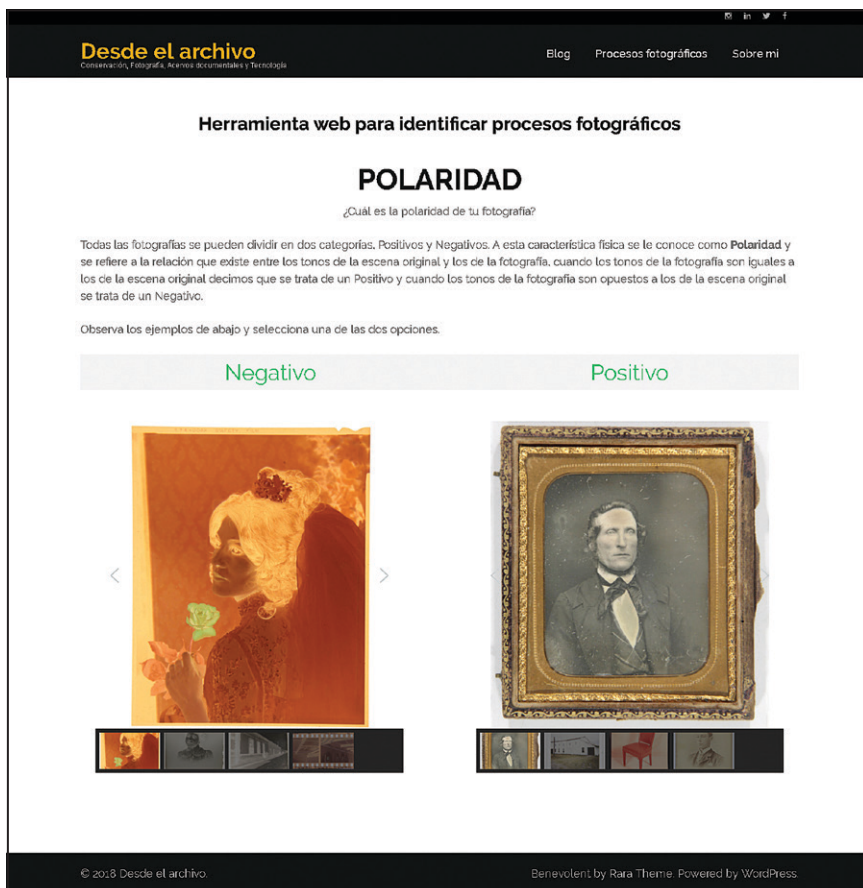 Desde el archivo
Conservación, Fotografía, Acervos documentales y Tecnología
Blog Procesos fotográficos Sobre mi
Herramienta web para identificar procesos fotográficos
POLARIDAD
¿Cuál es la polaridad de tu fotografía?
Todas las fotografías se pueden dividir en dos categorías, Positivos y Negativos. A esta característica física se le conoce como Polaridad y
se refiere a la relación que existe entre los tonos de la escena original y los de la fotografía, cuando los tonos de la fotografía son iguales a
los de la escena original decimos que se trata de un Positivo y cuando los tonos de la fotografía son opuestos a los de la escena original
se trata de un Negativo.
Observa los ejemplos de abajo y selecciona una de las dos opciones.
Negativo Positivo
© 2018 Desde el archivo.
Benevolent by Rara Theme. Powered by WordPress.